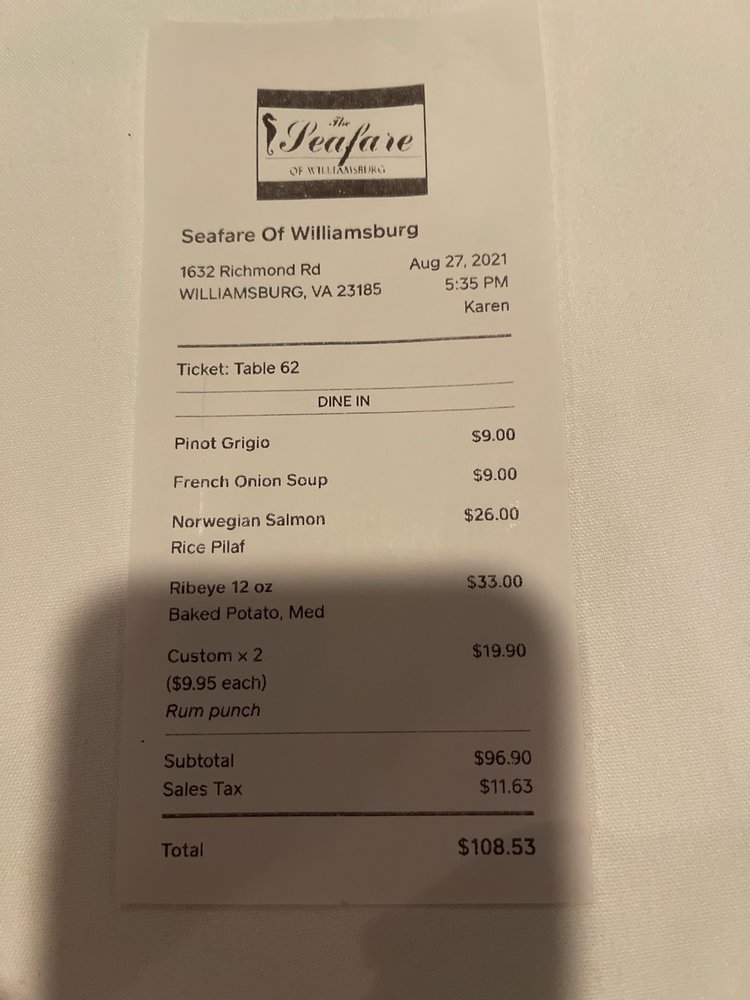 The
Seafare
OF WILLIAMSBURG
Seafare Of Williamsburg
1632 Richmond Rd
WILLIAMSBURG, VA 23185
Aug 27, 2021
5:35 PM
Karen
Ticket: Table 62
DINE IN
Pinot Grigio $9.00
French Onion Soup $9.00
Norwegian Salmon $26.00
Rice Pilaf
Ribeye 12 oz $33.00
Baked Potato, Med
Custom x 2 $19.90
($9.95 each)
Rum punch
Subtotal $96.90
Sales Tax $11.63
Total $108.53